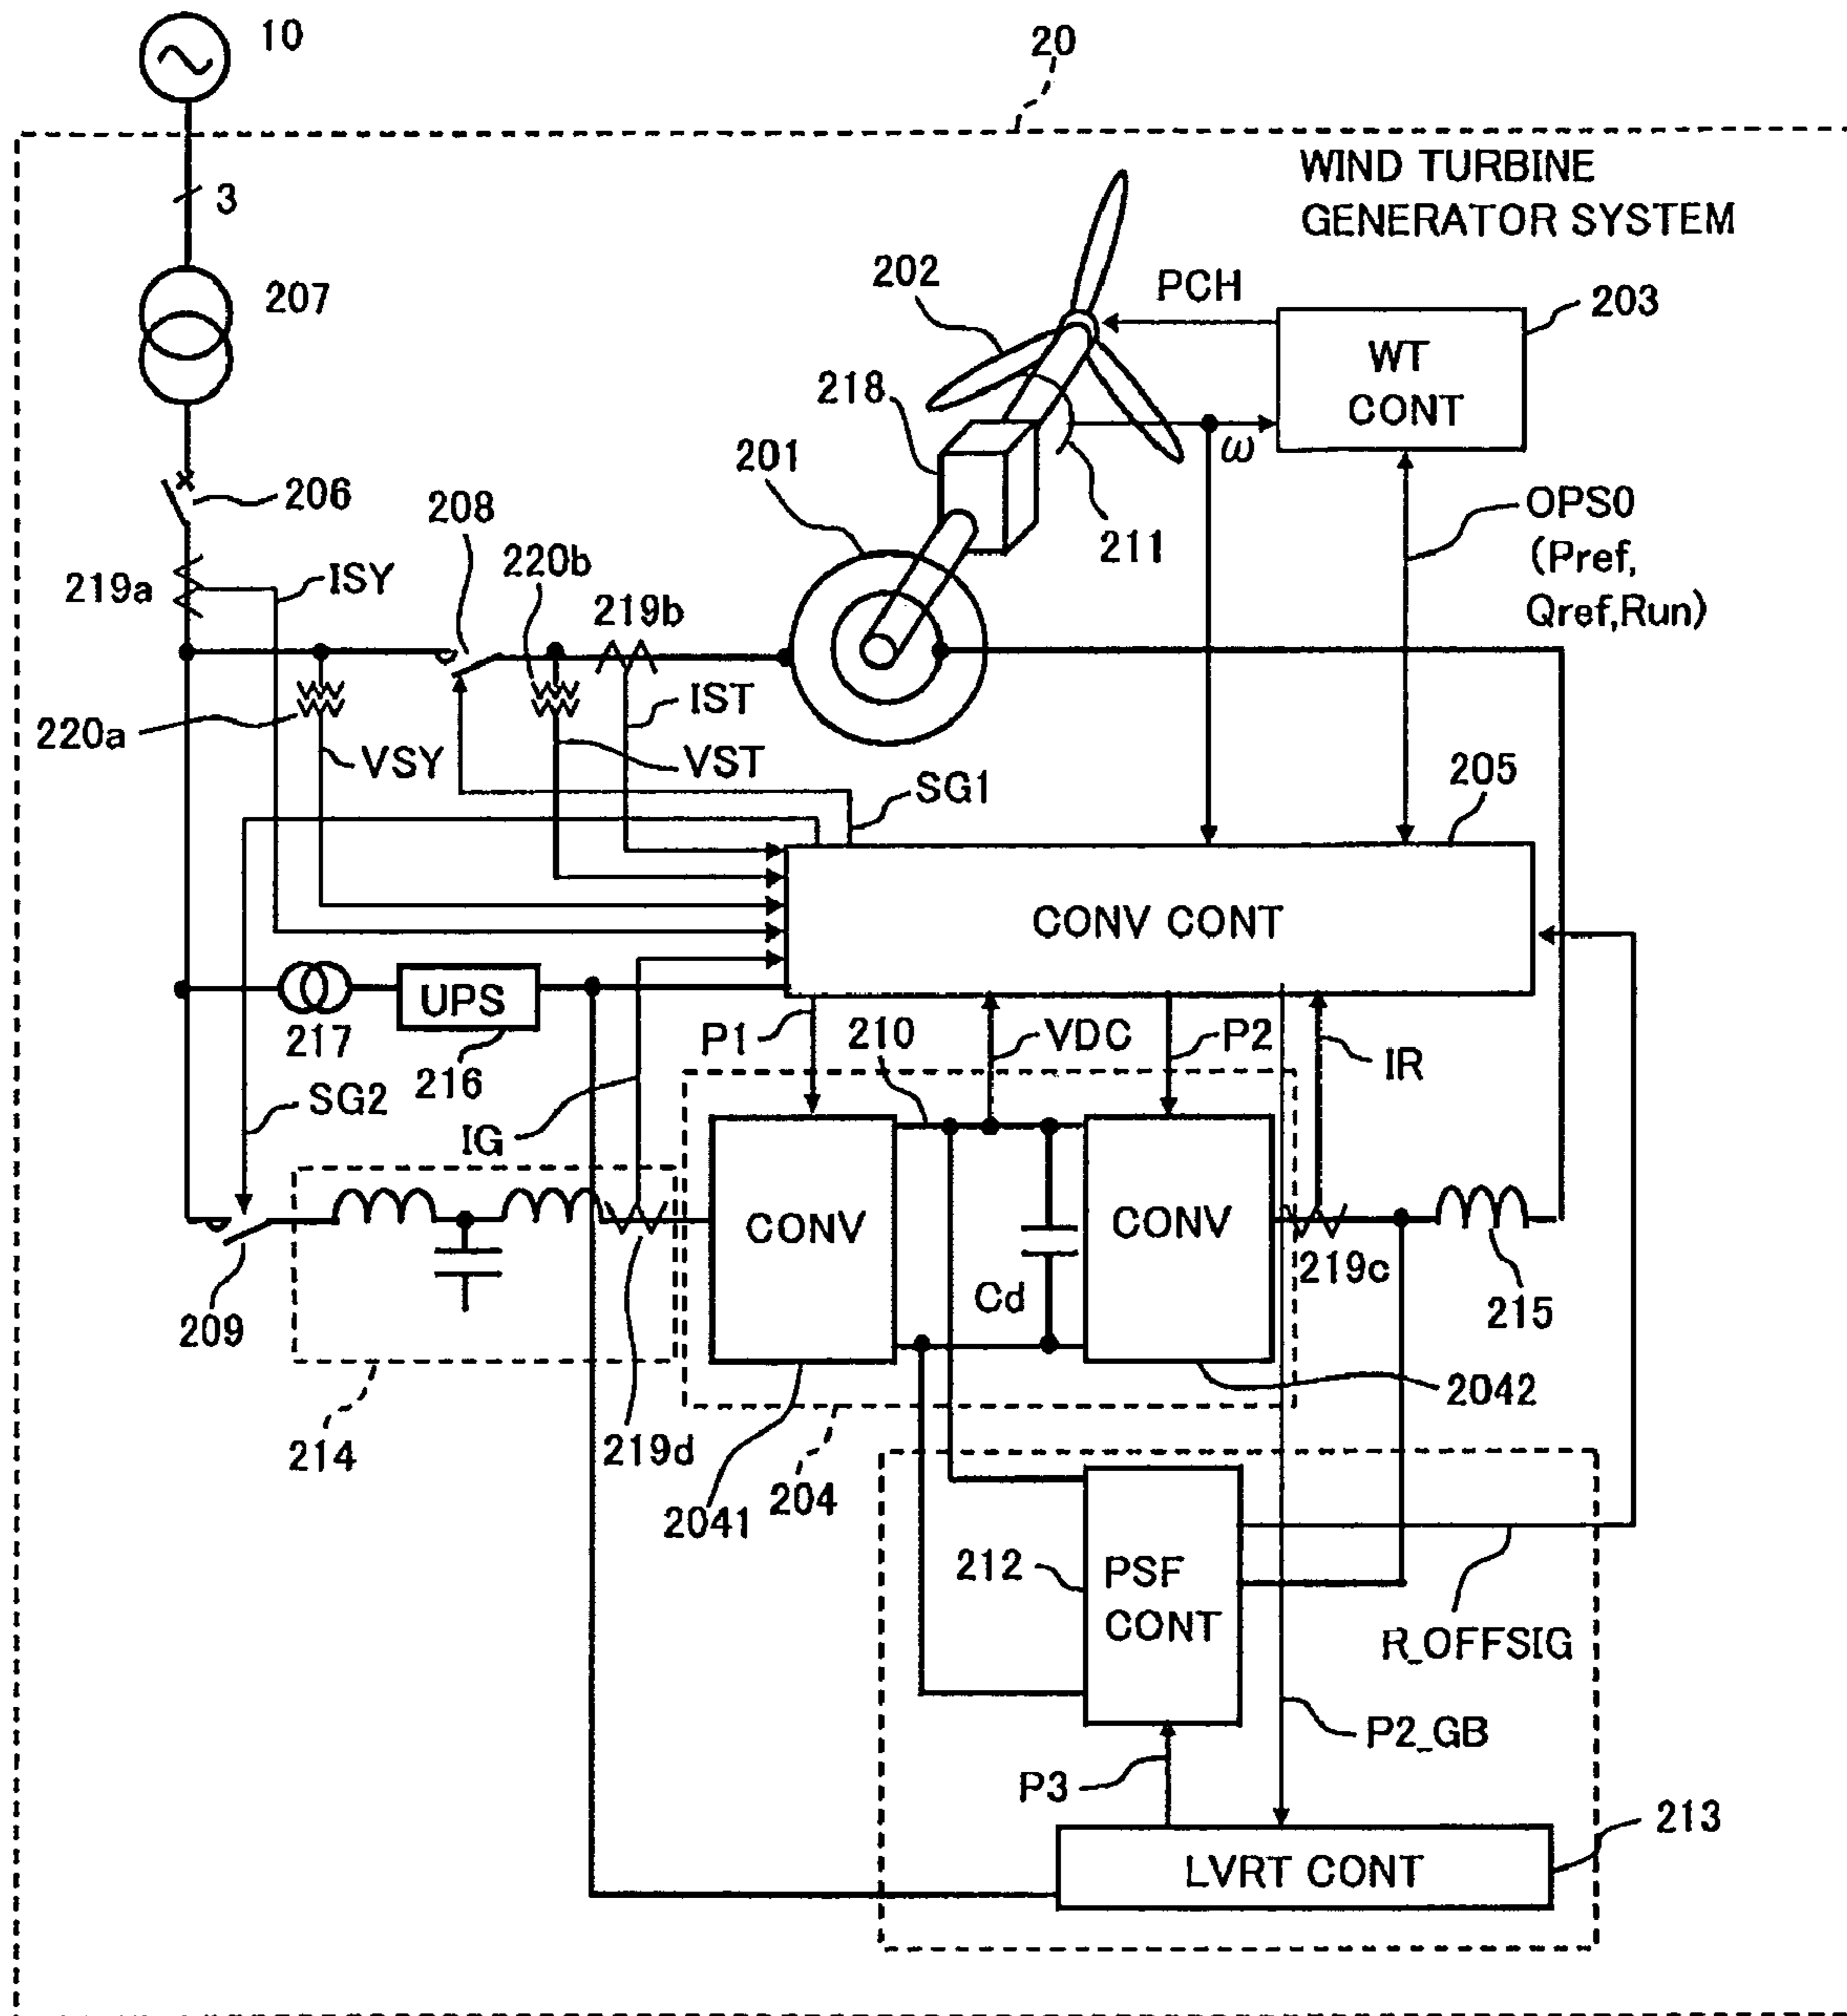 10
20
3
WIND TURBINE
GENERATOR SYSTEM
207
202
PCH
203
WT
CONT
218
ω
201
206
208
211
OPS0
(Pref,
Qref,Run)
220b
219a
ISY
219b
IST
220a
VSY
VST
SG1
205
CONV CONT
UPS
217
216
P1
210
VDC
P2
IR
SG2
IG
CONV
CONV
219c
Cd
215
209
2042
214
219d
204
2041
212
PSF
CONT
R_OFFSIG
P2_GB
P3
213
LVRT CONT